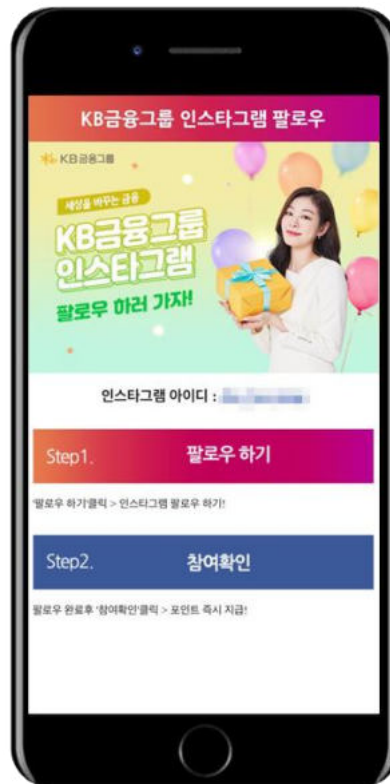 KB금융그룹 인스타그램 팔로우
KB금융그룹
세상을 바꾸는 금융
KB금융그룹
인스타그램
팔로우 하러 가자!
인스타그램 아이디 :
Step1. 팔로우 하기
'팔로우 하기'클릭 > 인스타그램 팔로우 하기!
Step2. 참여확인
팔로우 완료후 '참여확인'클릭 > 포인트 즉시 지급!